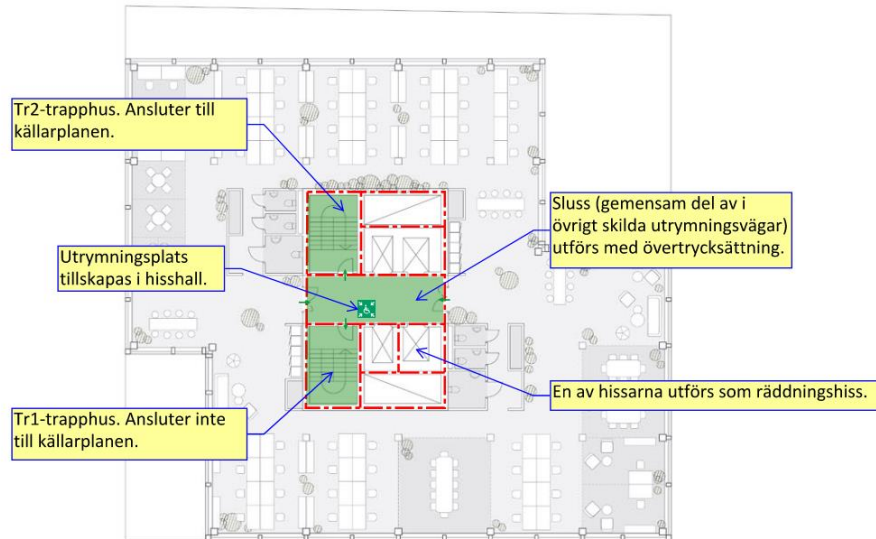 Tr2-trapphus. Ansluter till
källarplanen.
Utrymningsplats
tillskapas i hisshall.
Tr1-trapphus. Ansluter inte
till källarplanen.
Sluss (gemensam del av i
övrigt skilda utrymningsvägar)
utförs med övertrycksättning.
En av hissarna utförs som räddningshiss.